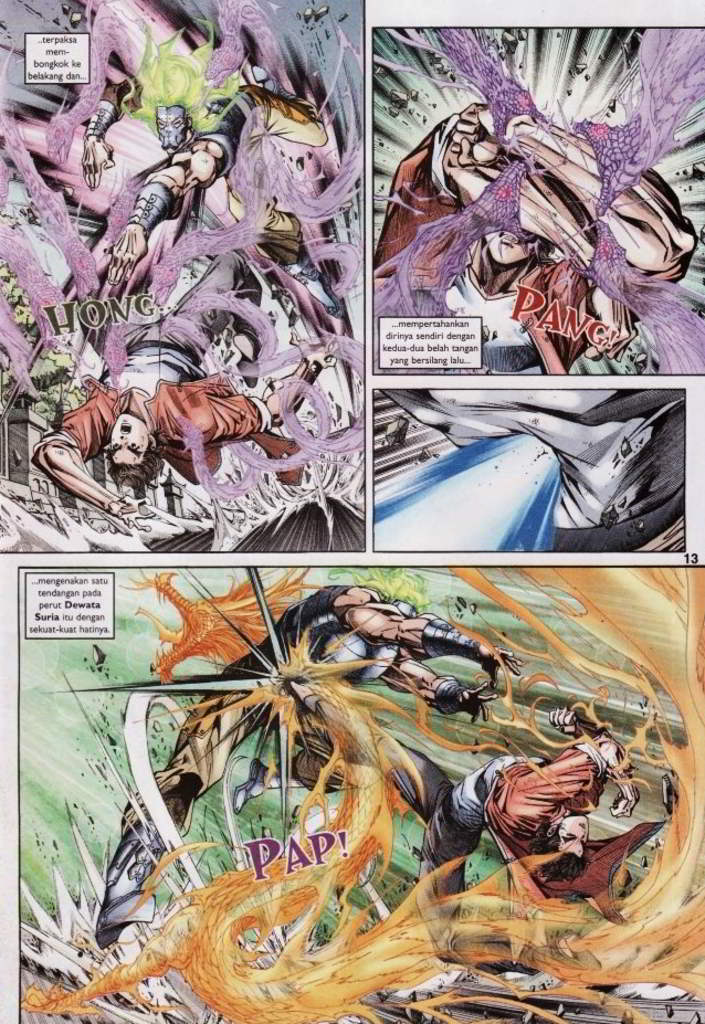 ..terpaksa
mem-
bongkok ke
belakang dan...
HONG...
PANG!
...mempertahankan
dirinya sendiri dengan
kedua-dua belah tangan
yang bersilang lalu...
13
...mengenakan satu
tendangan pada
perut Dewata
Suria itu dengan
sekuat-kuat hatinya.
PAP!